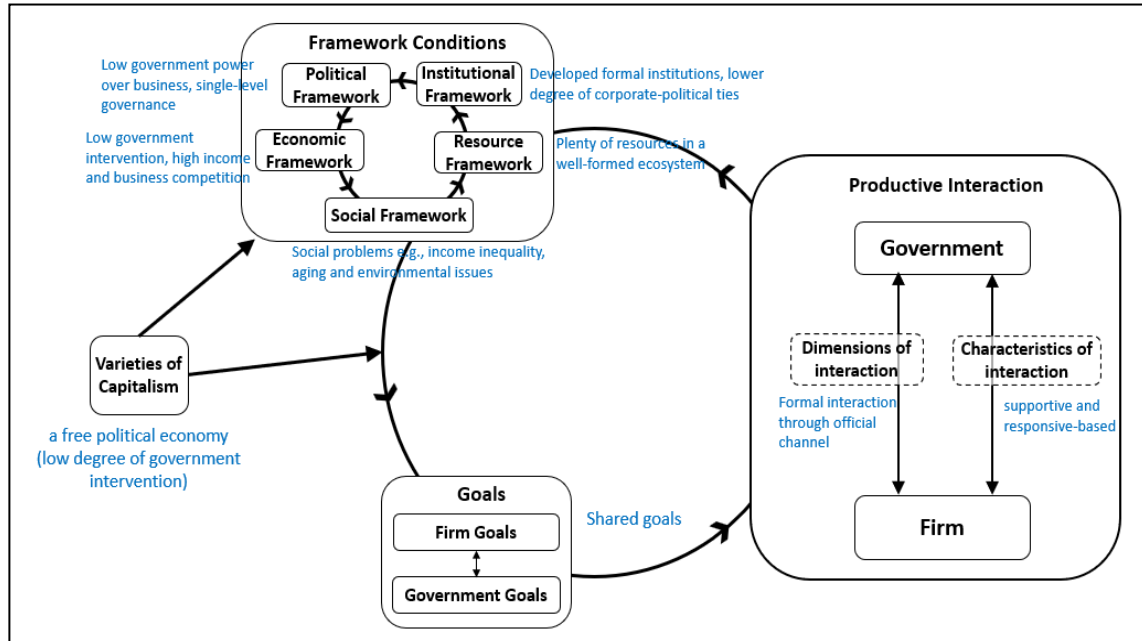 Framework Conditions
Low government power
over business, single-level
governance
Political
Framework
Institutional
Framework
Developed formal institutions, lower
degree of corporate-political ties
Low government
intervention, high income
and business competition
Economic
Framework
Resource
Framework
Plenty of resources in a
well-formed ecosystem
Social Framework
Social problems e.g., income inequality,
aging and environmental issues
Varieties of
Capitalism
a free political economy
(low degree of government
intervention)
Goals
Firm Goals
Government Goals
Shared goals
Productive Interaction
Government
Dimensions of
interaction
Characteristics of
interaction
Formal interaction
through official
channel
supportive and
responsive-based
Firm